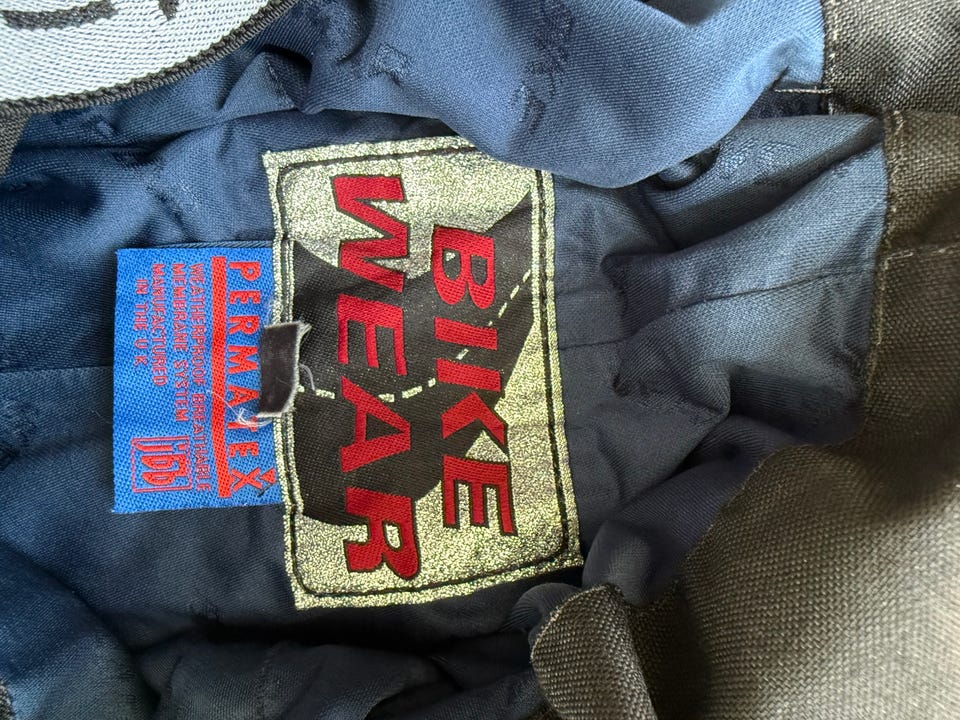 BIKE
WEAR
PERMATEX
WEATHERPROOF BREATHABLE
MEMBRANE SYSTEM
MANUFACTURED
IN THE U K